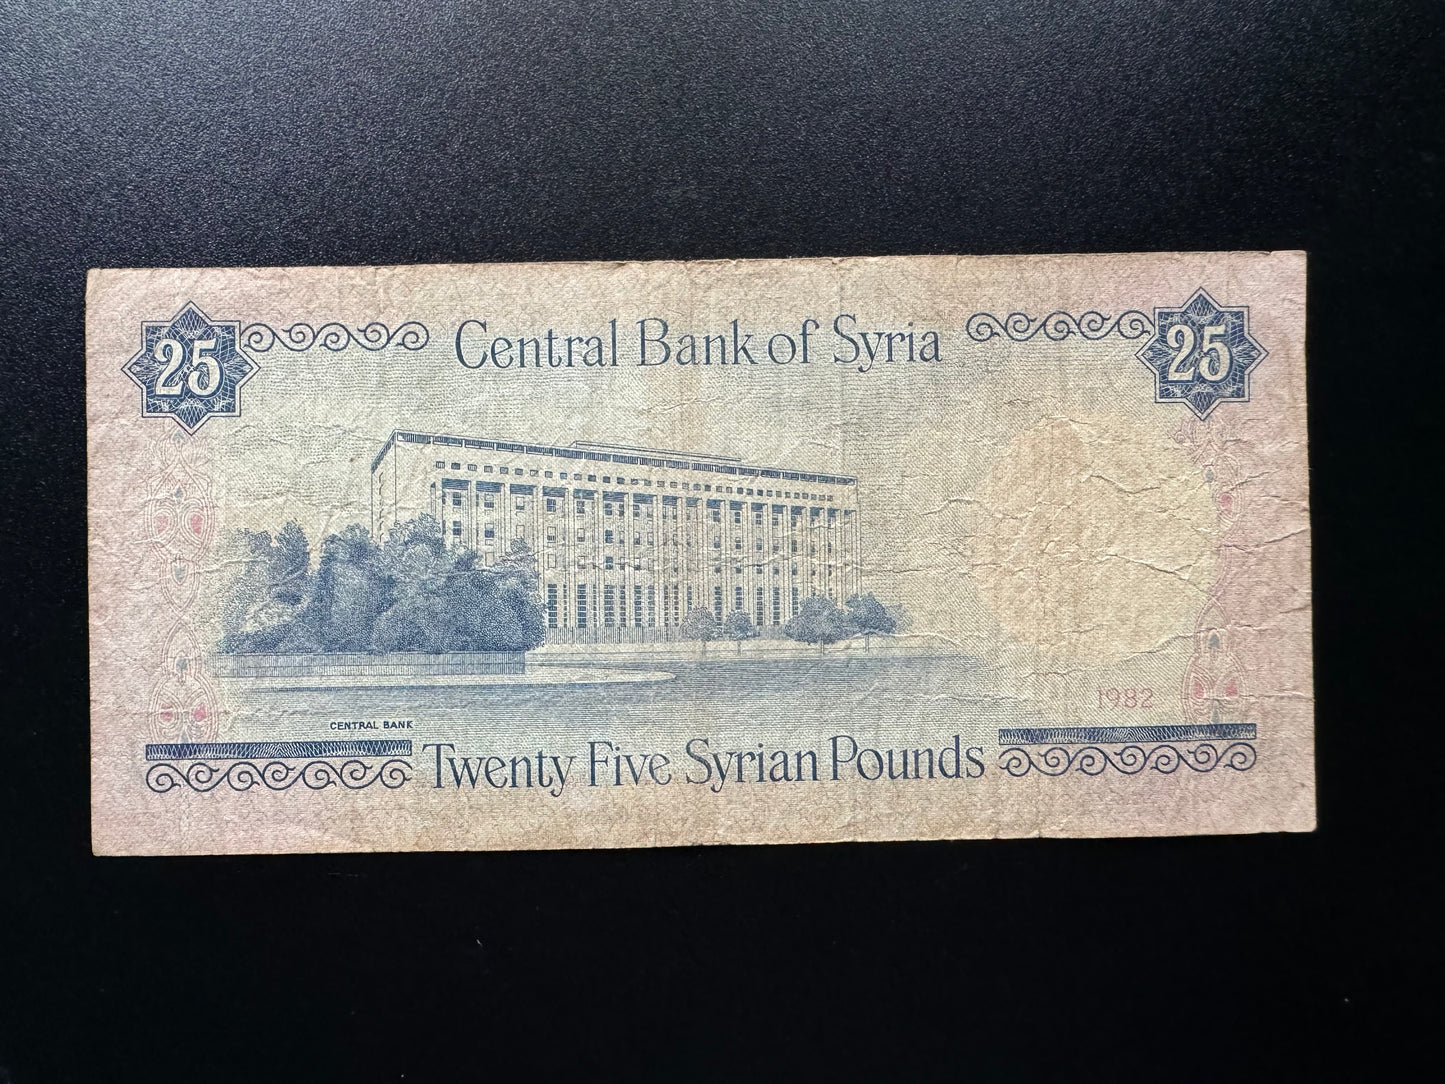 25 Central Bank of Syria 25
1982
CENTRAL BANK
Twenty Five Syrian Pounds